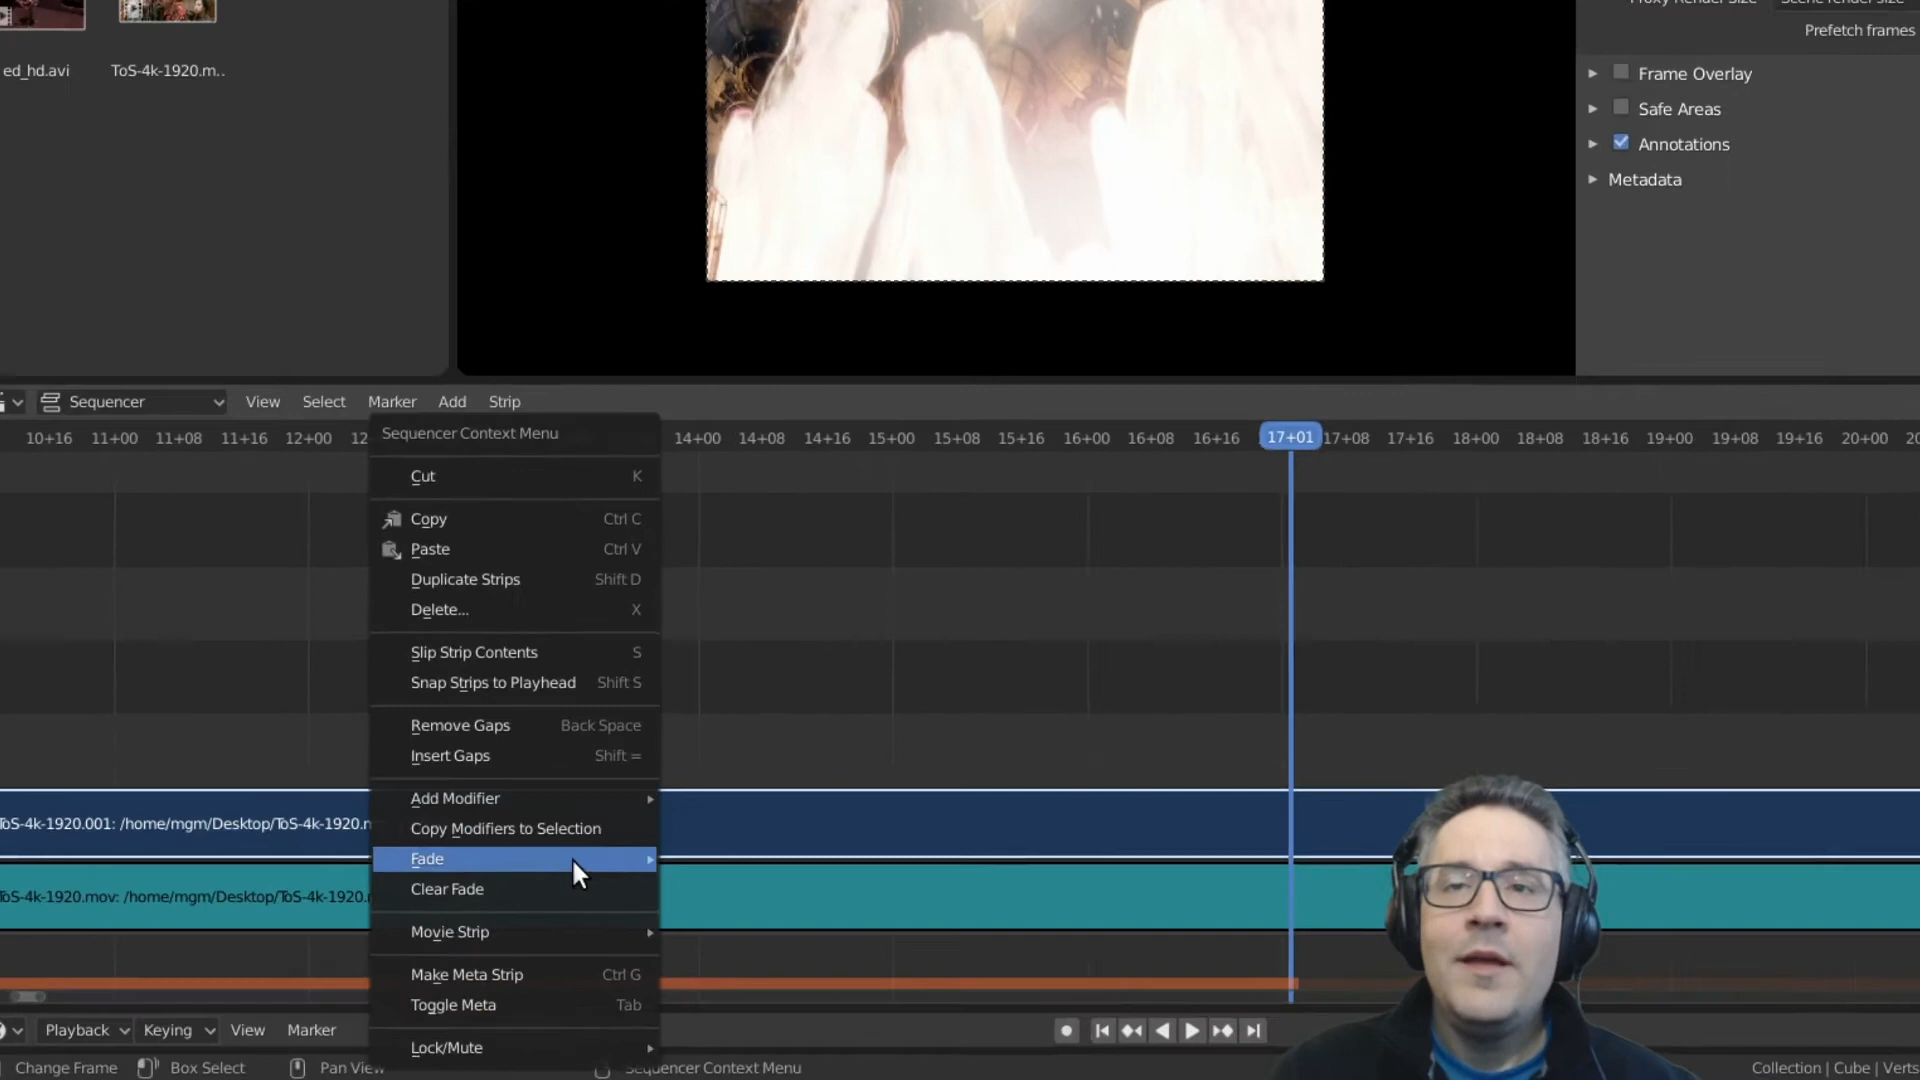 Proxy Render Size
Scene render size
Prefetch frames
ed_hd.avi
ToS-4k-1920.m..
Frame Overlay
Safe Areas
Annotations
Metadata
Sequencer
View
Select
Marker
Add
Strip
10+16 11+00 11+08 11+16 12+00 12
14+00 14+08 14+16 15+00 15+08 15+16 16+00 16+08 16+16 17+01 17+08 17+16 18+00 18+08 18+16 19+00 19+08 19+16 20+00 20
Sequencer Context Menu
Cut K
Copy Ctrl C
Paste Ctrl V
Duplicate Strips Shift D
Delete... X
Slip Strip Contents S
Snap Strips to Playhead Shift S
Remove Gaps Back Space
Insert Gaps Shift =
Add Modifier
Copy Modifiers to Selection
Fade
Clear Fade
Movie Strip
Make Meta Strip Ctrl G
Toggle Meta Tab
Lock/Mute
ToS-4k-1920.001: /home/mgm/Desktop/ToS-4k-1920.
ToS-4k-1920.mov: /home/mgm/Desktop/ToS-4k-1920.
Playback
Keying
View
Marker
Change Frame
Box Select
Pan View
Sequencer Context Menu
Collection | Cube | Verts